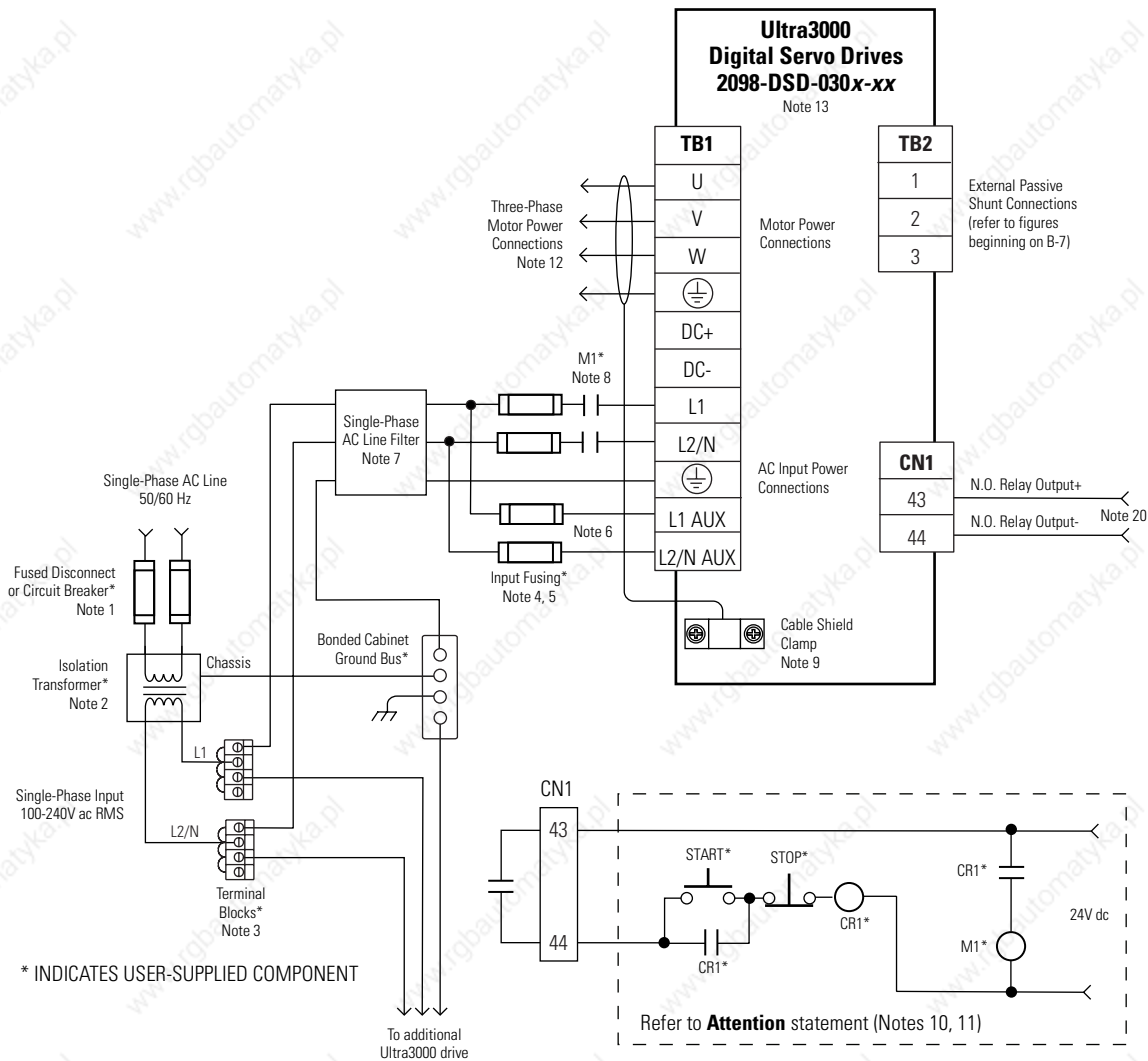 Ultra3000
Digital Servo Drives
2098-DSD-030x-xx
Note 13
TB1
U
V
W
DC+
DC-
L1
L2/N
L1 AUX
L2/N AUX
TB2
1
2
3
External Passive
Shunt Connections
(refer to figures
beginning on B-7)
Three-Phase
Motor Power
Connections
Note 12
Motor Power
Connections
M1*
Note 8
Single-Phase
AC Line Filter
Note 7
AC Input Power
Connections
CN1
43
44
N.O. Relay Output+
N.O. Relay Output-
Note 20
Single-Phase AC Line
50/60 Hz
Note 6
Input Fusing*
Note 4, 5
Fused Disconnect
or Circuit Breaker*
Note 1
Cable Shield
Clamp
Note 9
Bonded Cabinet
Ground Bus*
Isolation
Transformer*
Note 2
Chassis
L1
Single-Phase Input
100-240V ac RMS
L2/N
Terminal
Blocks*
Note 3
* INDICATES USER-SUPPLIED COMPONENT
To additional
Ultra3000 drive
CN1
43
44
START*
STOP*
CR1*
CR1*
CR1*
M1*
24V dc
Refer to Attention statement (Notes 10, 11)
www.rgbautomatyka.pl